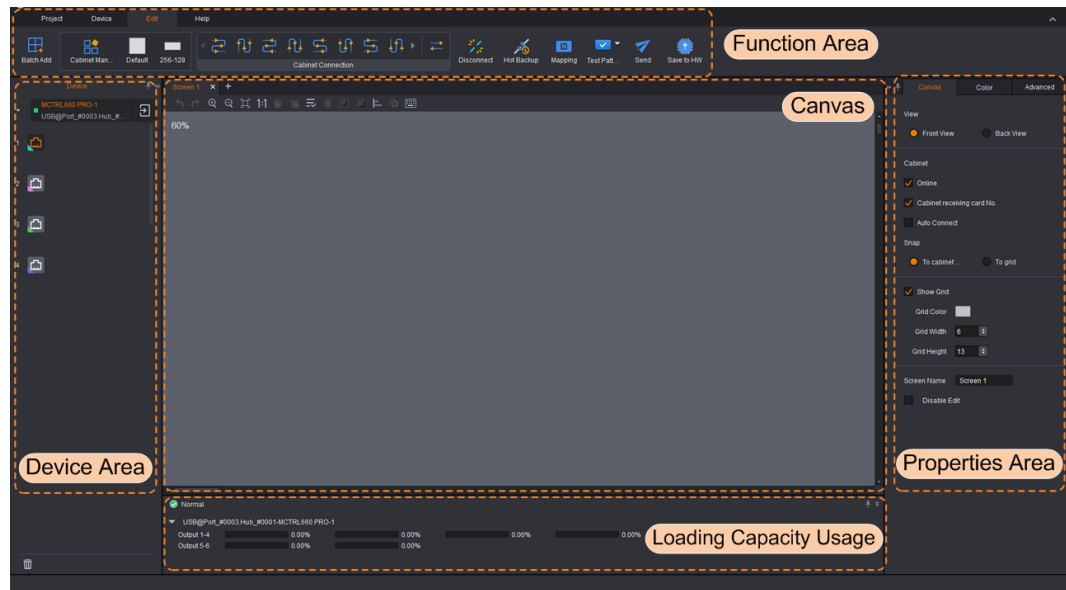 Project Device Edit Help
Batch Add Cabinet Man... Default 256-128 Cabinet Connection Disconnect Hot Backup Mapping Test Patt... Send Save to HW
Function Area
Device
MCTRL660 PRO-1
USB@Port_#0003.Hub_#...
1
2
3
4
Device Area
Screen 1 × +
1:1
60%
Canvas
Normal
USB@Port_#0003.Hub_#0001-MCTRL660 PRO-1
Output 1-4 0.00% 0.00% 0.00% 0.00%
Output 5-6 0.00% 0.00%
Loading Capacity Usage
Canvas Color Advanced
View
Front View Back View
Cabinet
Online
Cabinet receiving card No.
Auto Connect
Snap
To cabinet ... To grid
Show Grid
Grid Color
Grid Width 6
Grid Height 13
Screen Name Screen 1
Disable Edit
Properties Area